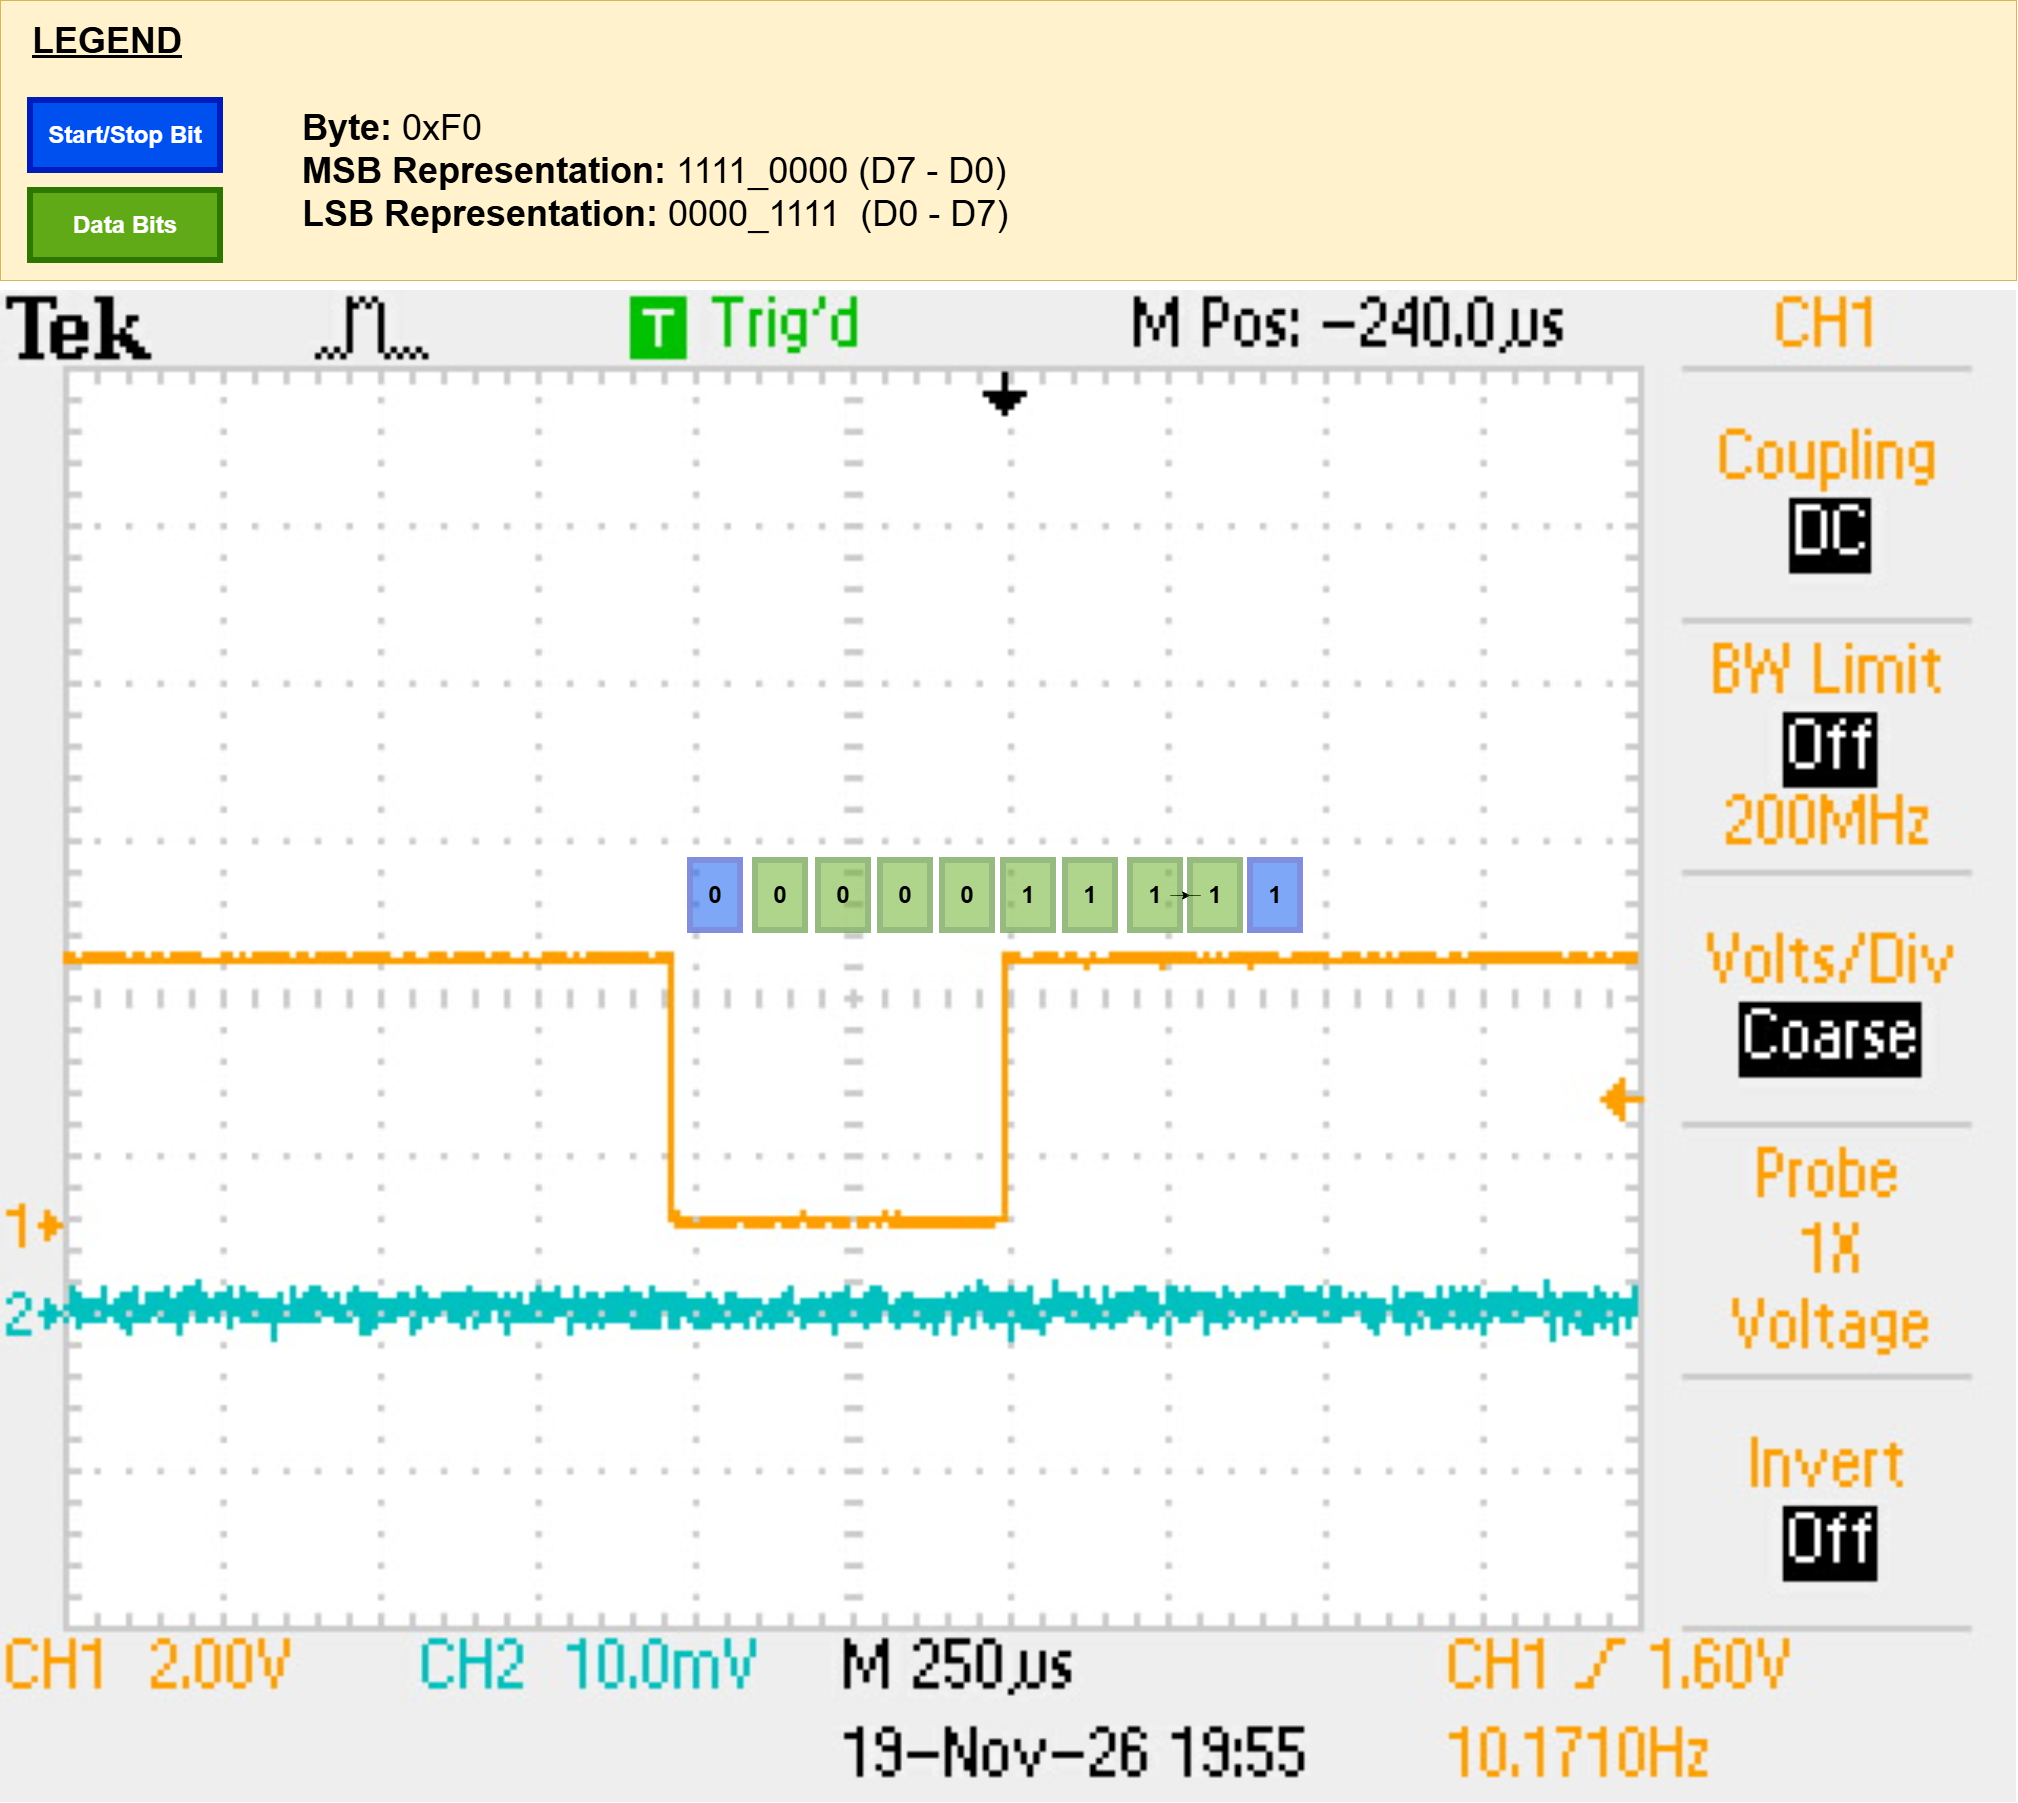 LEGEND
Start/Stop Bit
Data Bits
Byte: 0xF0
MSB Representation: 1111_0000 (D7 - D0)
LSB Representation: 0000_1111 (D0 - D7)
Tek
T Trig'd
M Pos: -240.0µs
CH1
Coupling
DC
BW Limit
Off
200MHz
Volts/Div
Coarse
Probe
1X
Voltage
Invert
Off
0 0 0 0 0 1 1 1 1 1
1
2
CH1 2.00V
CH2 10.0mV
M 250µs
CH1 1.60V
19-Nov-26 19:55
10.1710Hz